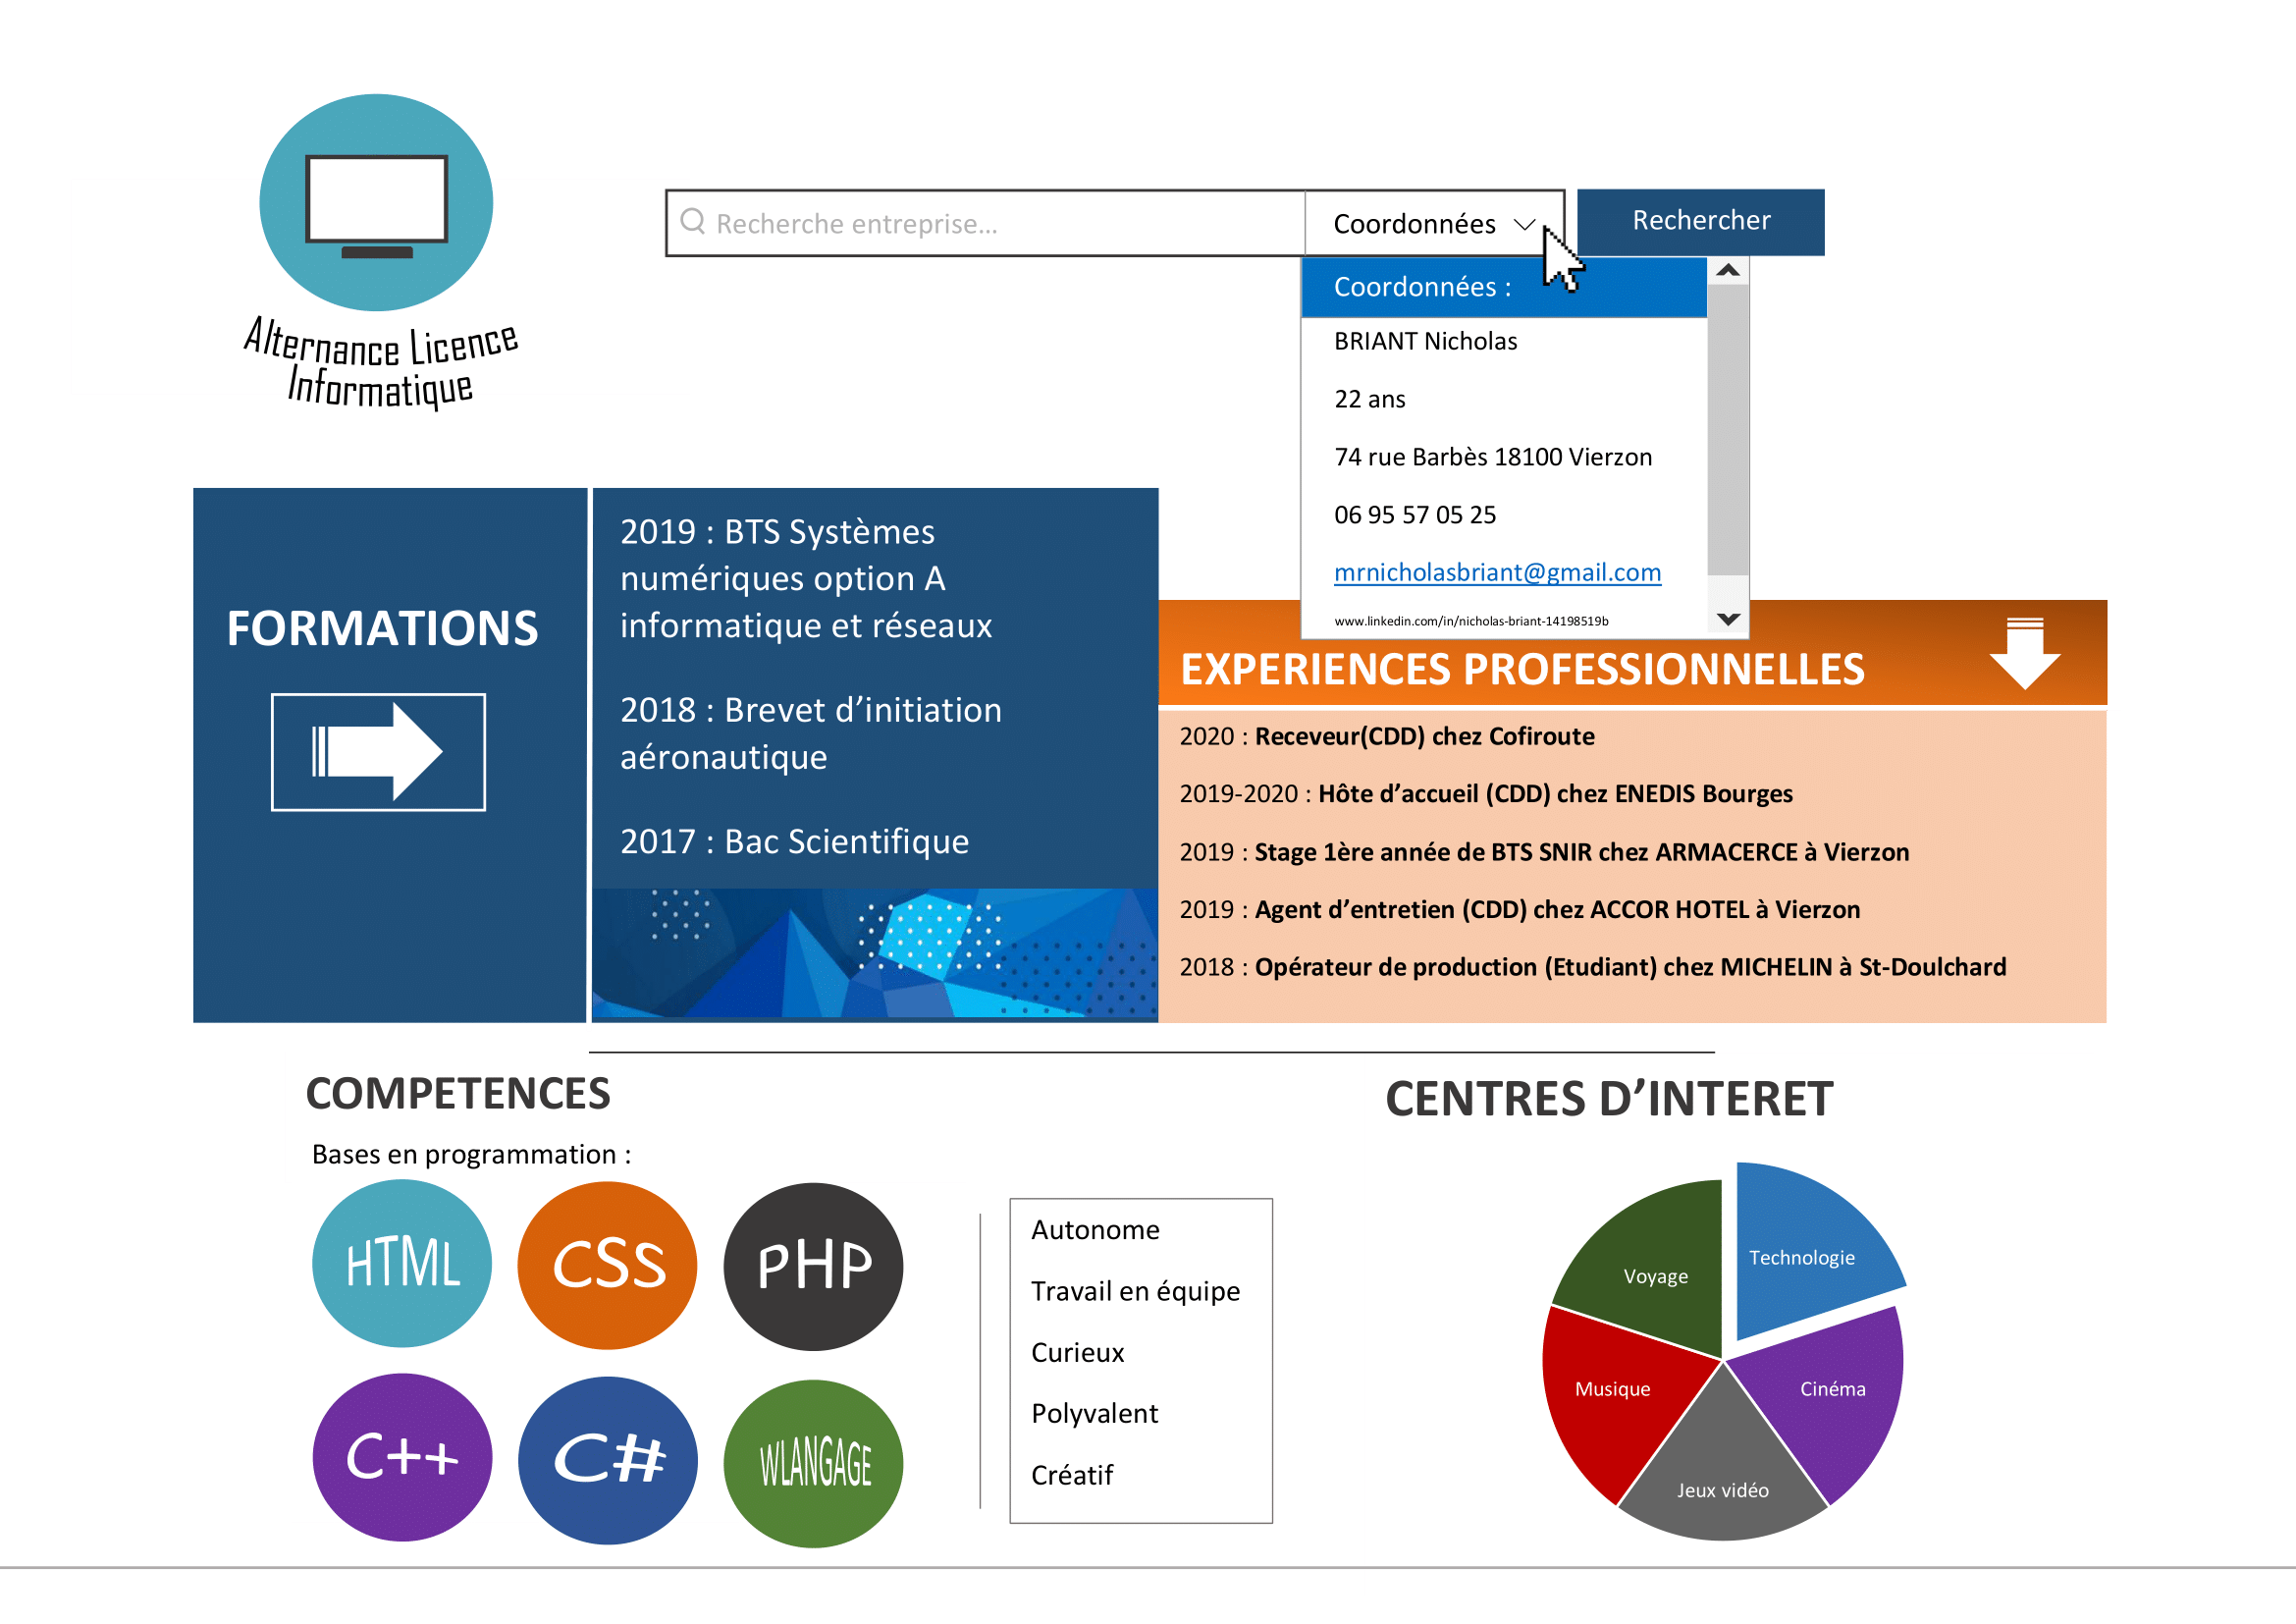 Alternance Licence
Informatique
Recherche entreprise...
Coordonnées
Rechercher
Coordonnées :
BRIANT Nicholas
22 ans
74 rue Barbès 18100 Vierzon
06 95 57 05 25
mrnicholasbriant@gmail.com
www.linkedin.com/in/nicholas-briant-14198519b
FORMATIONS
2019 : BTS Systèmes
numériques option A
informatique et réseaux
2018 : Brevet d’initiation
aéronautique
2017 : Bac Scientifique
EXPERIENCES PROFESSIONNELLES
2020 : Receveur(CDD) chez Cofiroute
2019-2020 : Hôte d’accueil (CDD) chez ENEDIS Bourges
2019 : Stage 1ère année de BTS SNIR chez ARMACERCE à Vierzon
2019 : Agent d’entretien (CDD) chez ACCOR HOTEL à Vierzon
2018 : Opérateur de production (Etudiant) chez MICHELIN à St-Doulchard
COMPETENCES
Bases en programmation :
HTML
CSS
PHP
C++
C#
WLANGAGE
Autonome
Travail en équipe
Curieux
Polyvalent
Créatif
CENTRES D’INTERET
Technologie
Voyage
Musique
Cinéma
Jeux vidéo